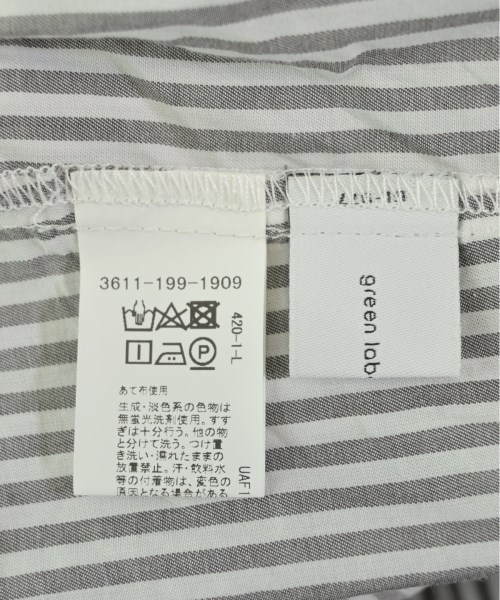 3611-199-1909
420-1-L
あて布使用
生成・淡色系の色物は
無蛍光洗剤使用。すす
ぎは十分行う。他の物
と分けて洗う。つけ置
き洗い・濡れたままの
放置禁止。汗・飲料水
等の付着物は、変色の
原因となる場合がある
UAF1
green labe